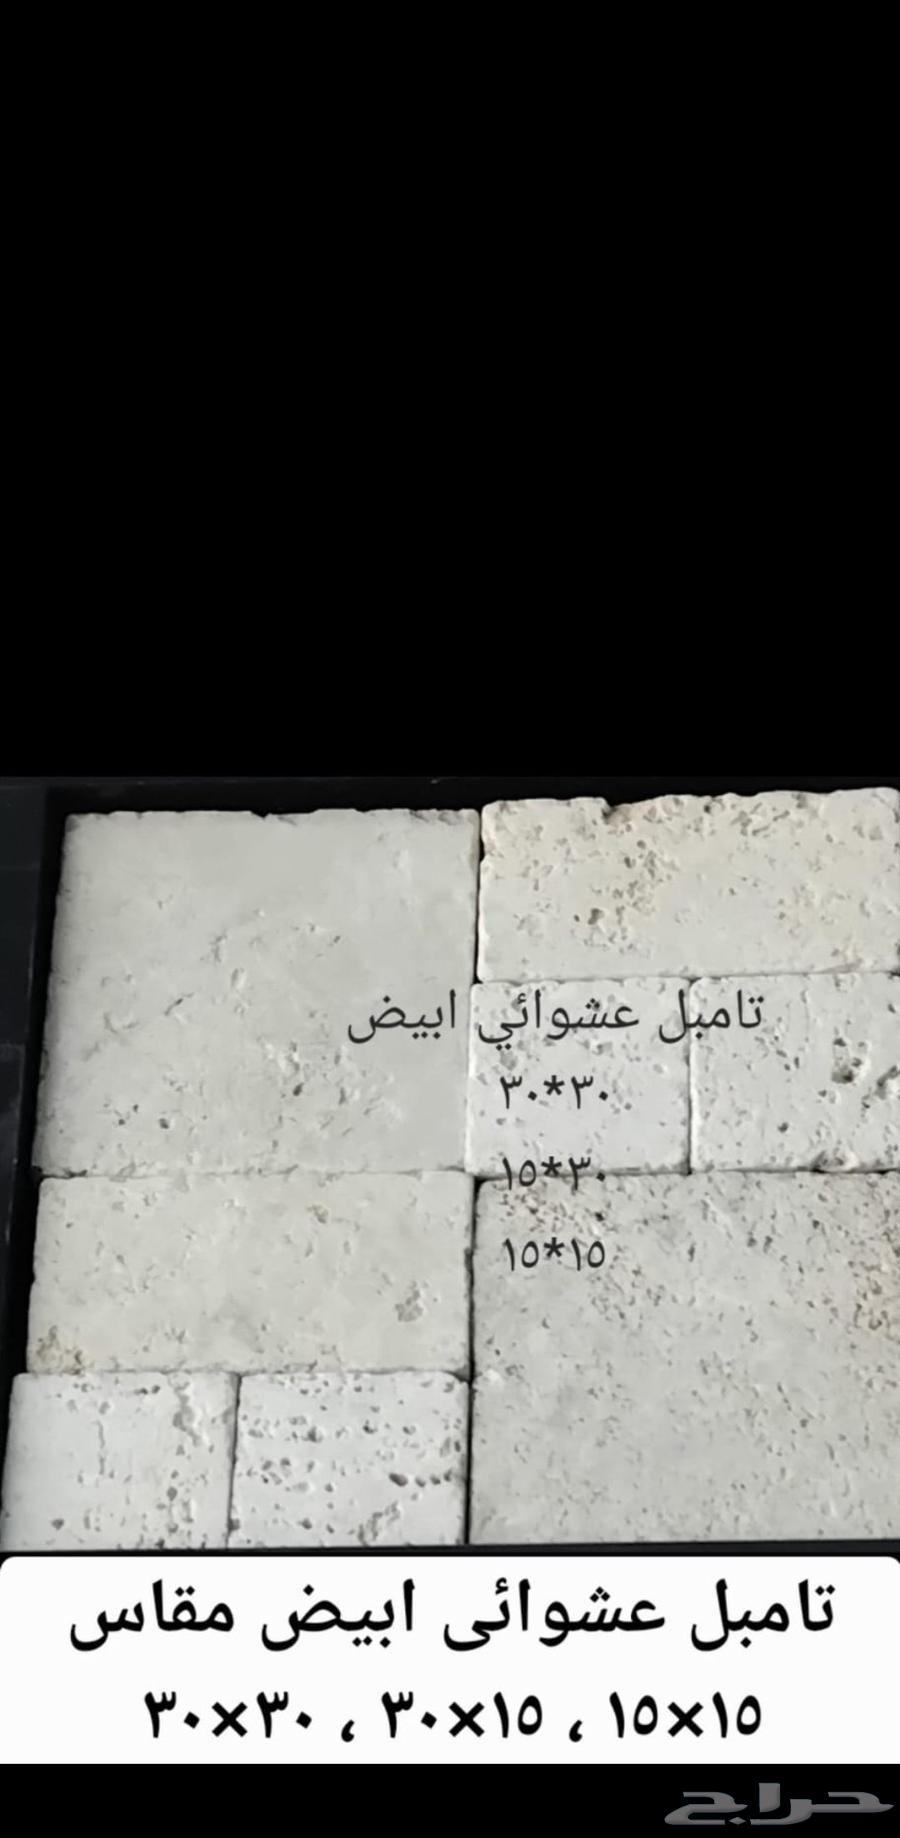 تامبل عشوائي ابيض
٣٠*٣٠
١٥*٣٠
١٥*١٥
تامبل عشوائى ابيض مقاس
٣٠×٣٠ ، ٣٠×١٥ ، ١٥×١٥
حراج